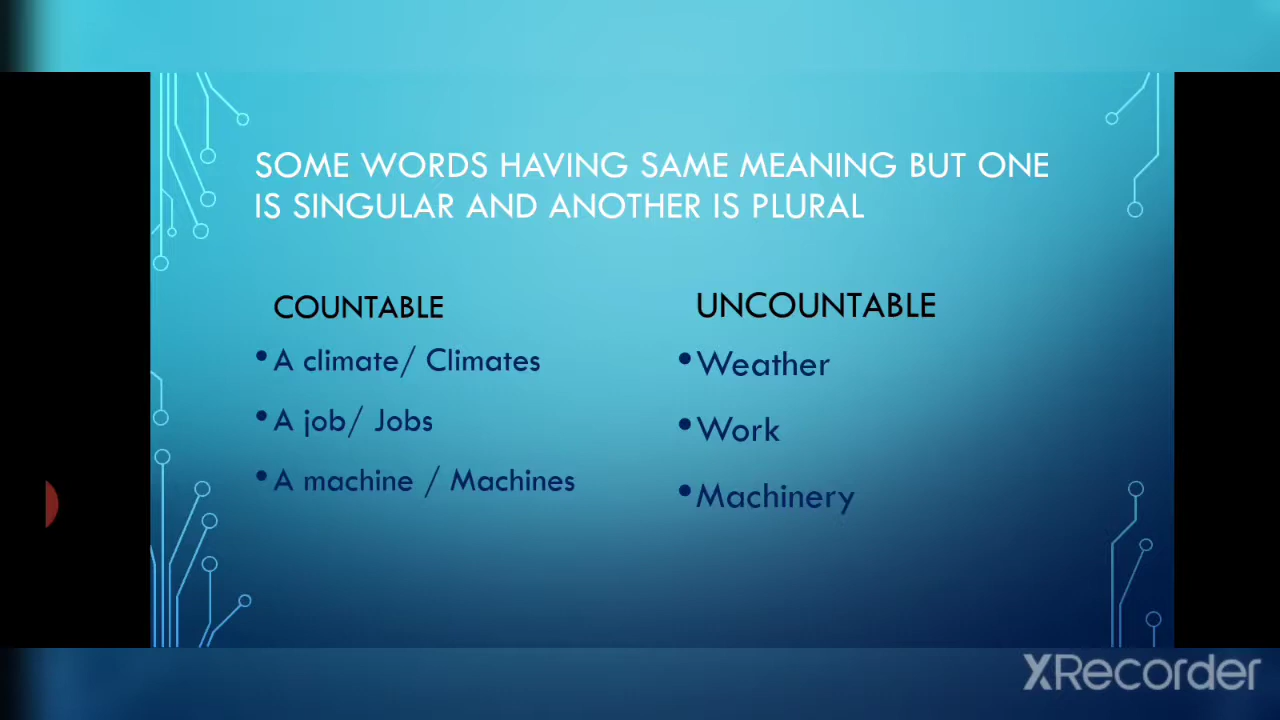 SOME WORDS HAVING SAME MEANING BUT ONE
IS SINGULAR AND ANOTHER IS PLURAL
COUNTABLE
• A climate/ Climates
• A job/ Jobs
• A machine / Machines
UNCOUNTABLE
• Weather
• Work
• Machinery
XRecorder